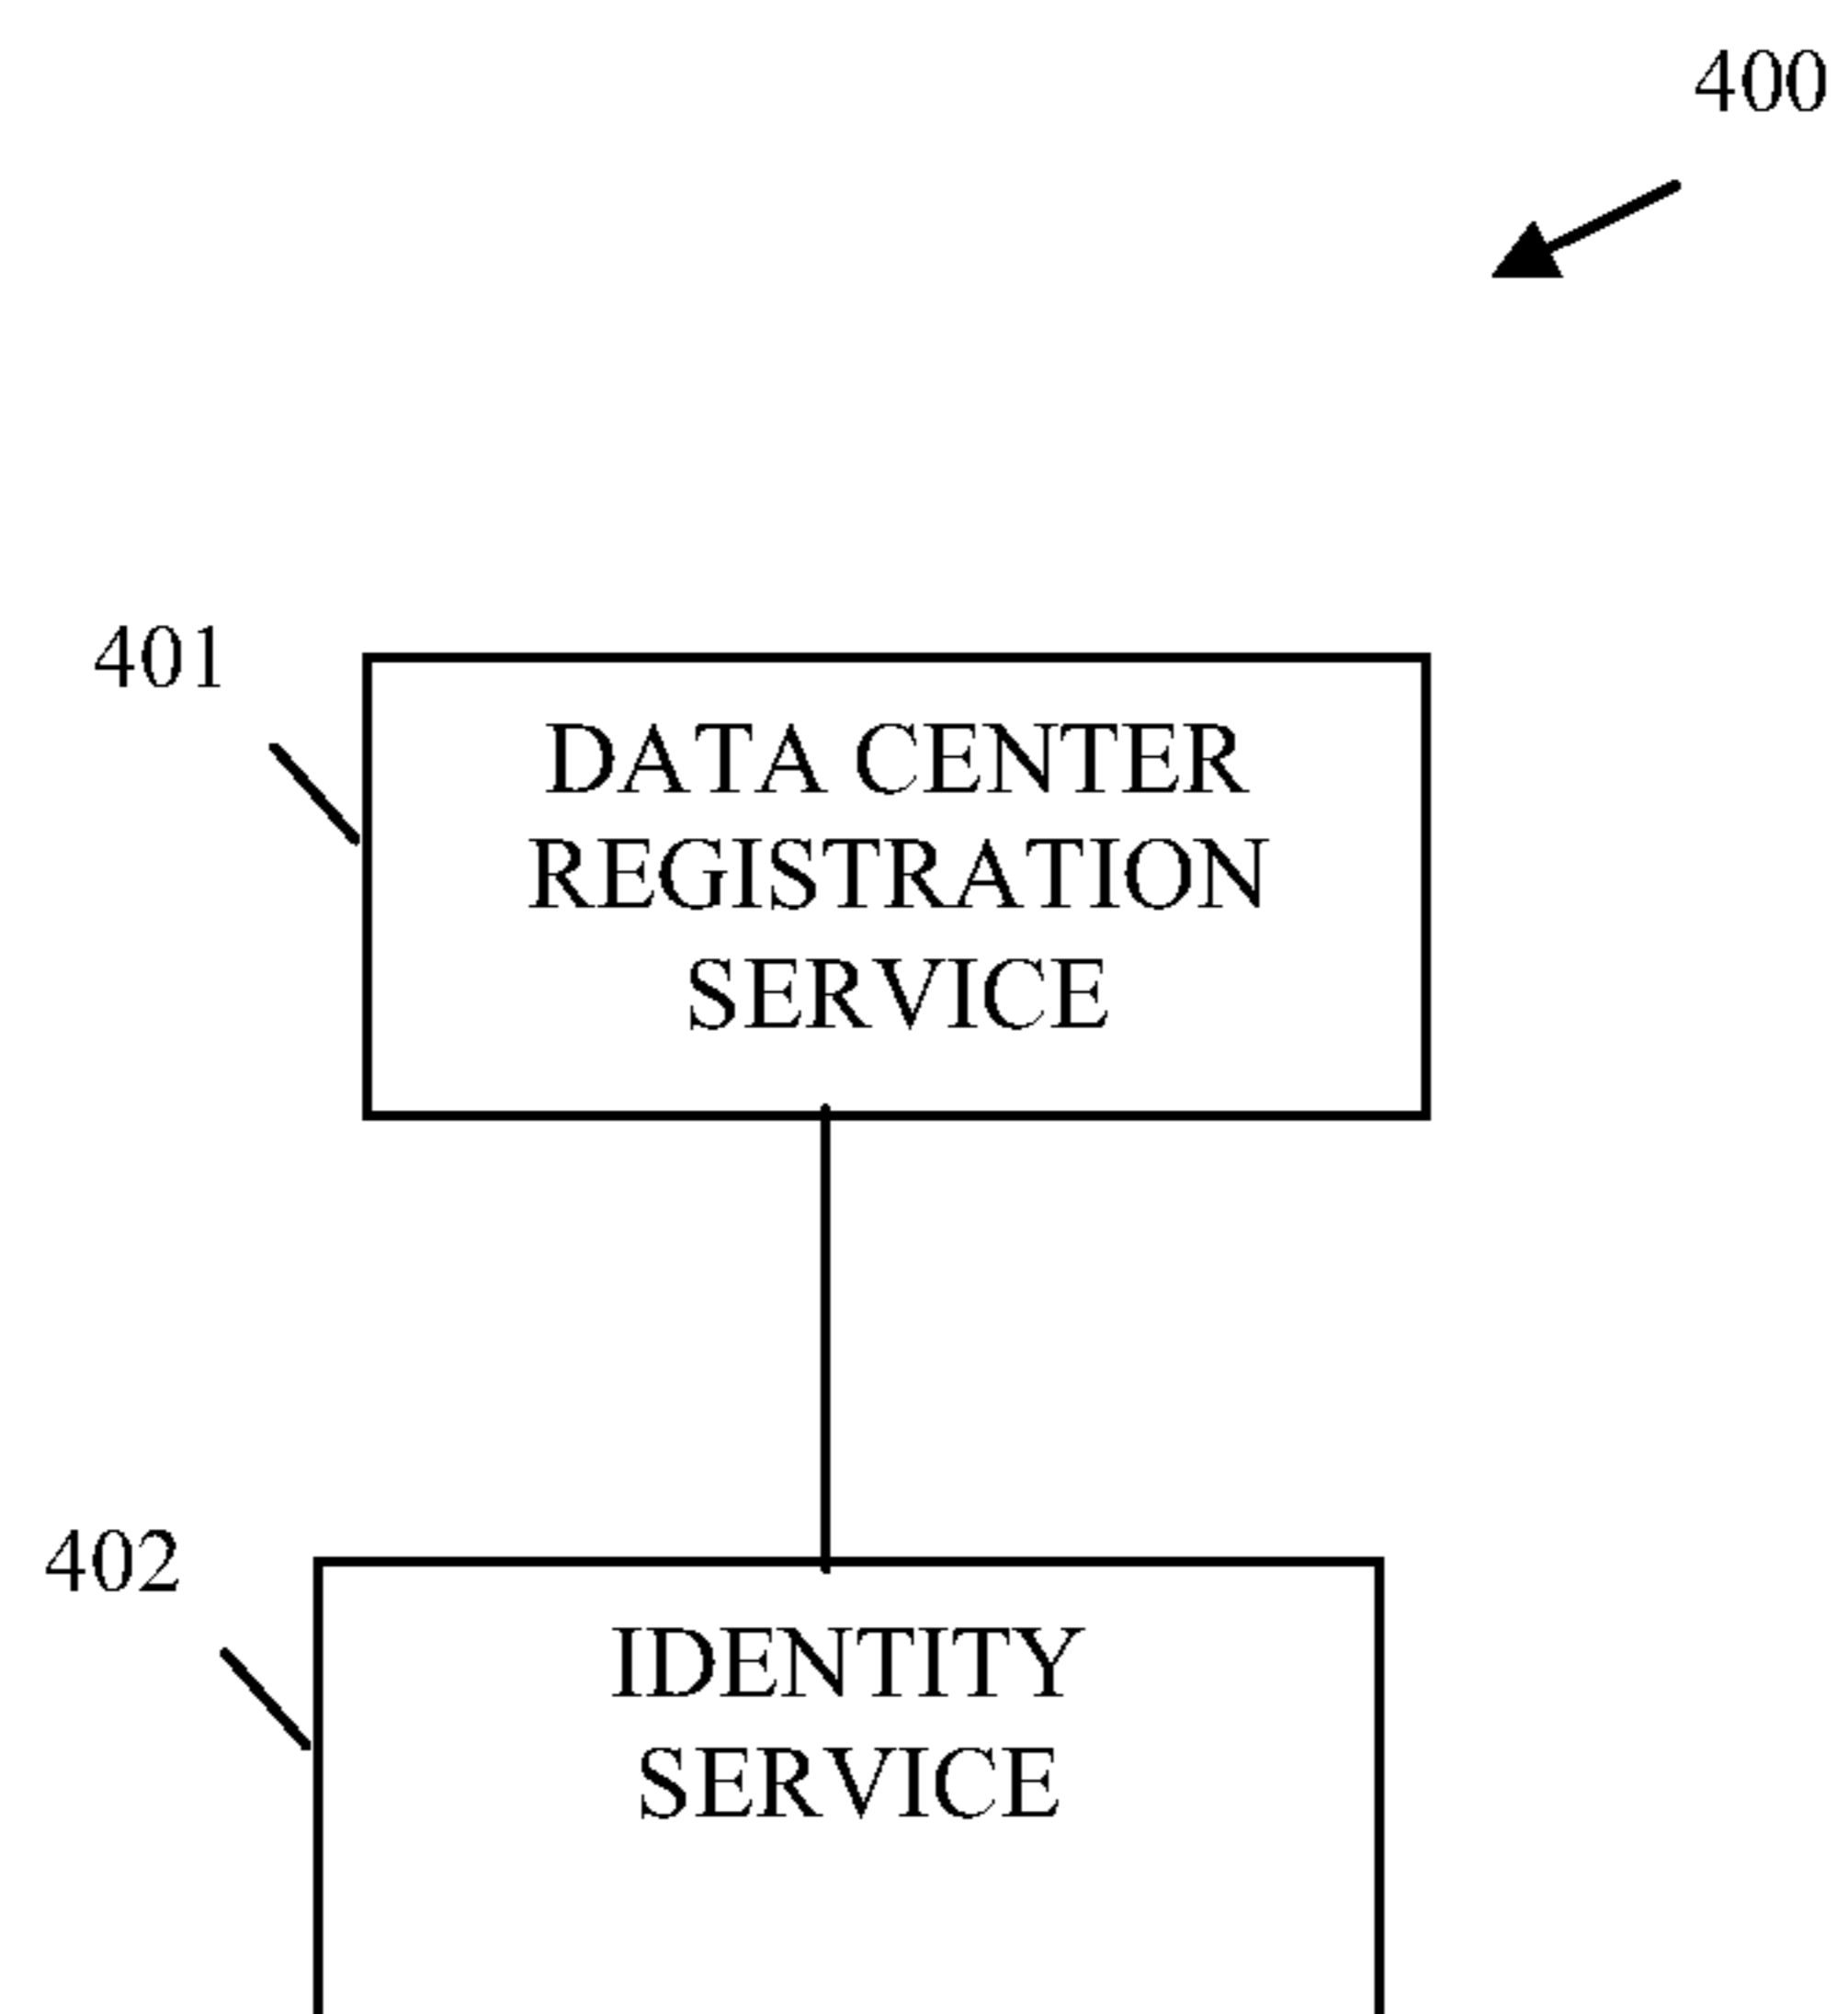 400
401
DATA CENTER
REGISTRATION
SERVICE
402
IDENTITY
SERVICE